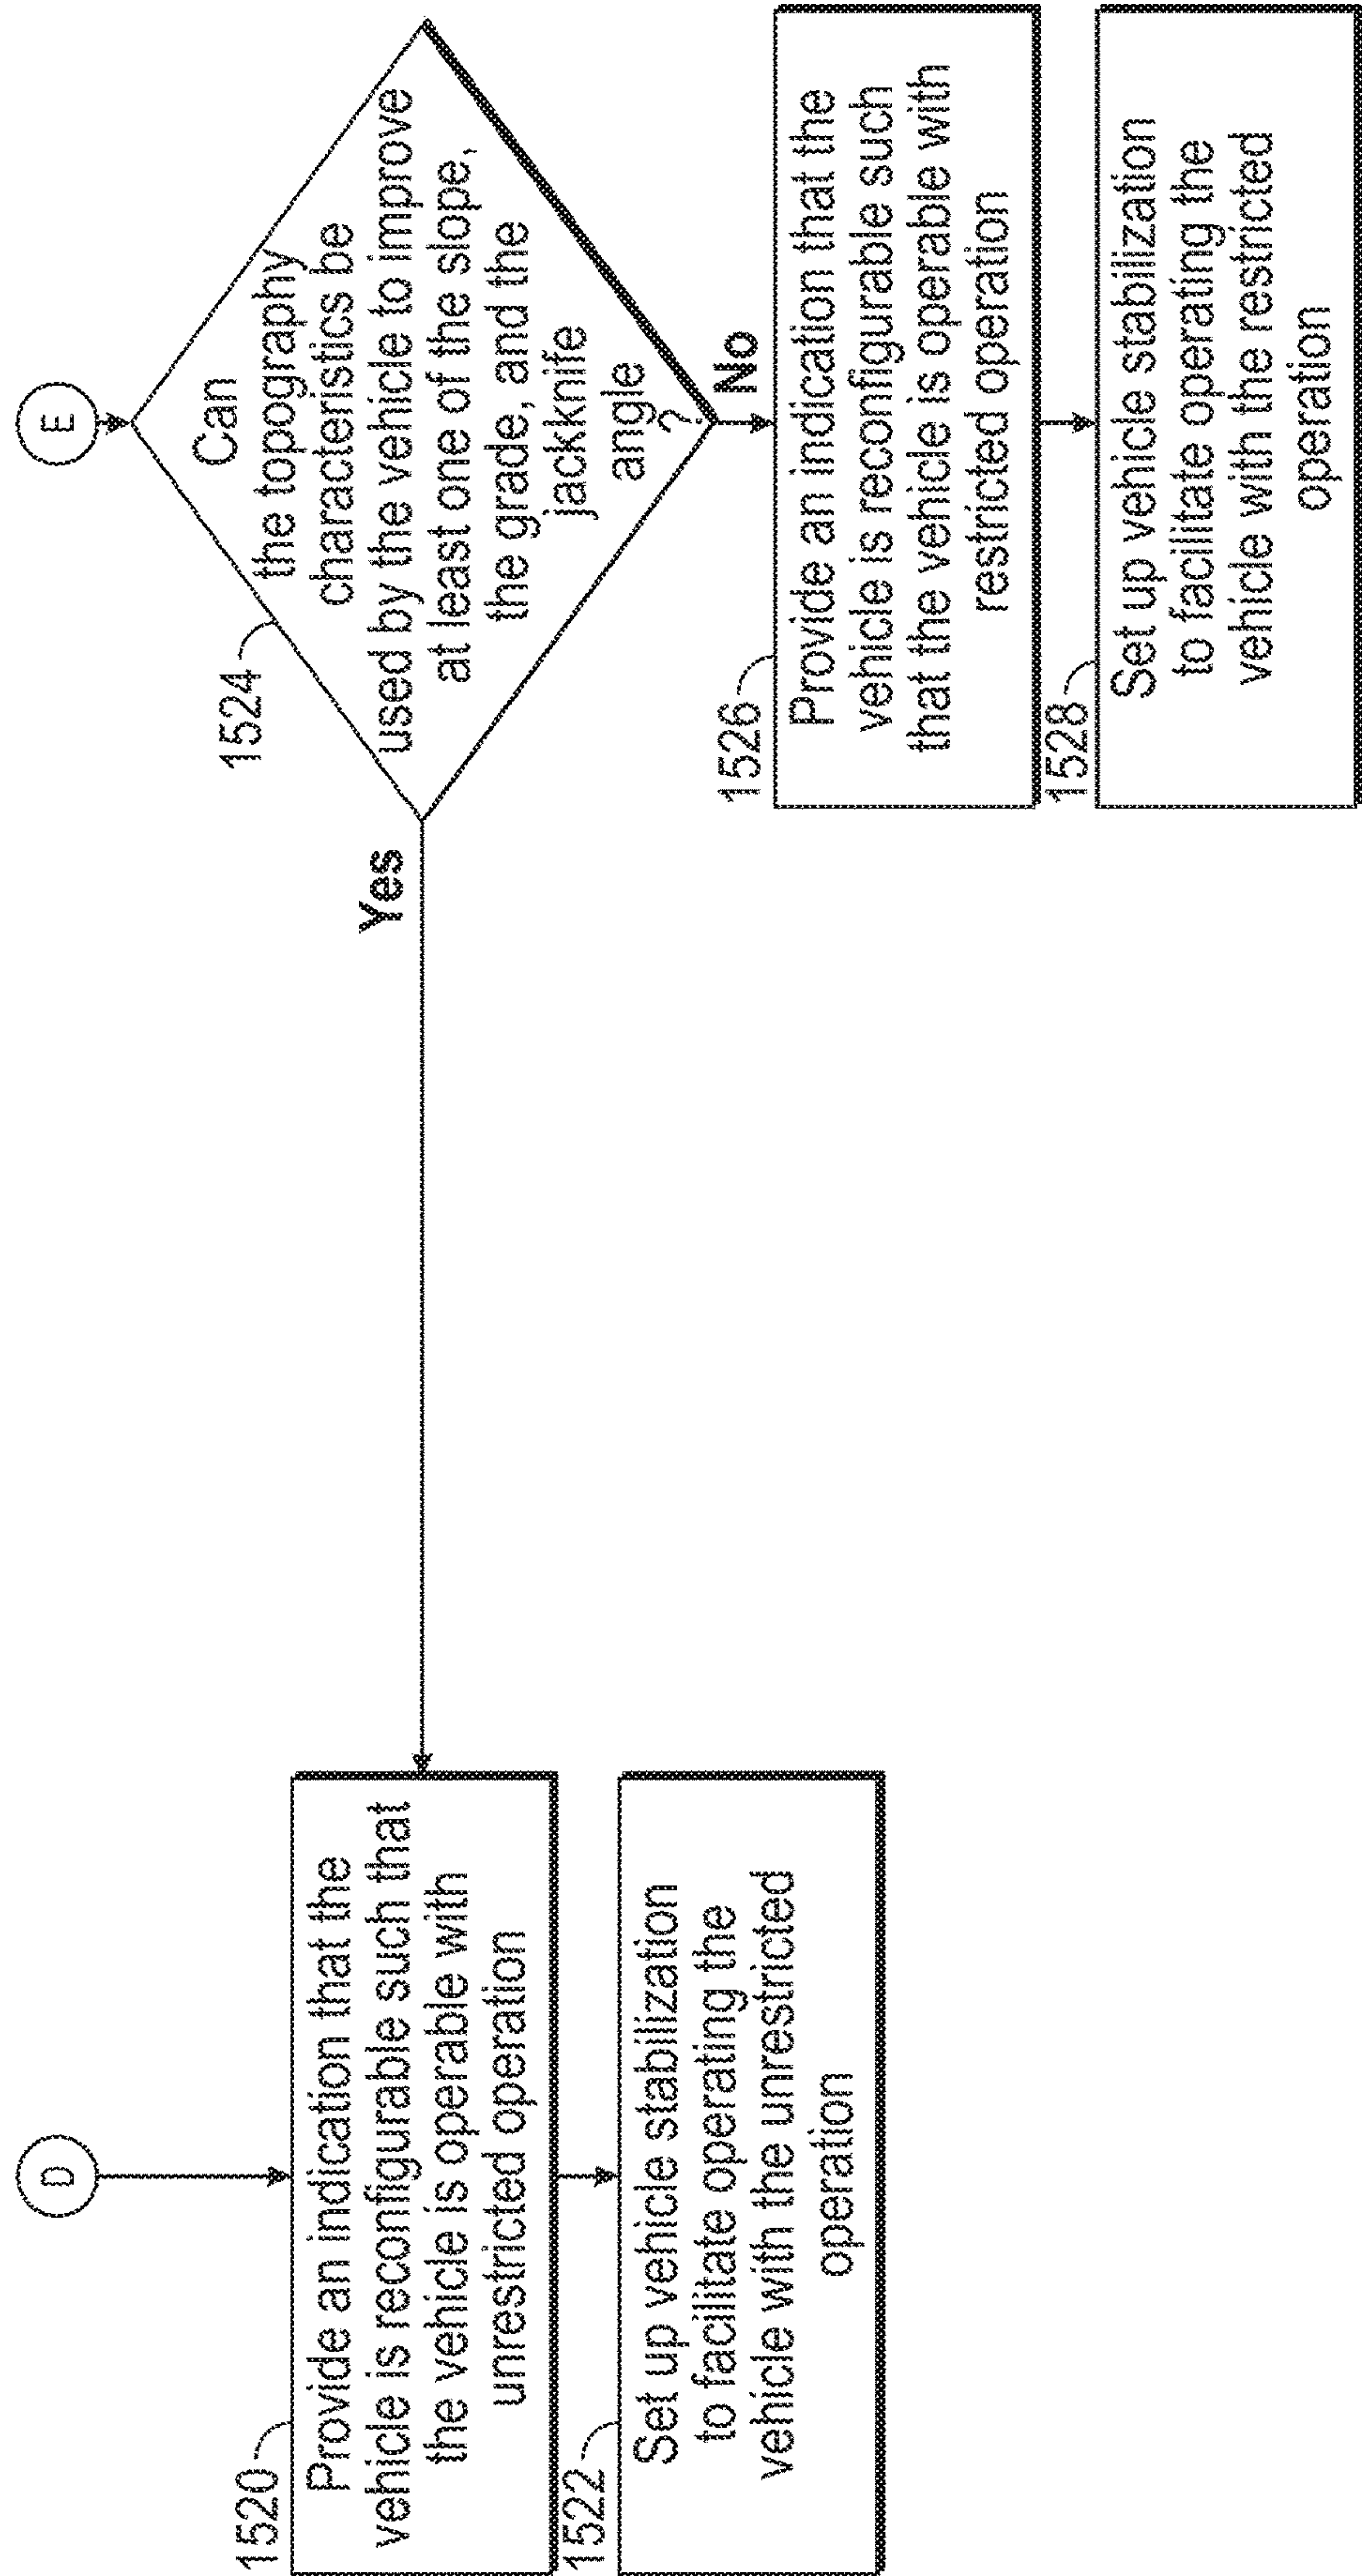 D
1520
Provide an indication that the
vehicle is reconfigurable such that
the vehicle is operable with
unrestricted operation
1522
Set up vehicle stabilization
to facilitate operating the
vehicle with the unrestricted
operation
E
1524
Can
the topography
characteristics be
used by the vehicle to improve
at least one of the slope,
the grade, and the
jackknife
angle
?
Yes
No
1526
Provide an indication that the
vehicle is reconfigurable such
that the vehicle is operable with
restricted operation
1528
Set up vehicle stabilization
to facilitate operating the
vehicle with the restricted
operation